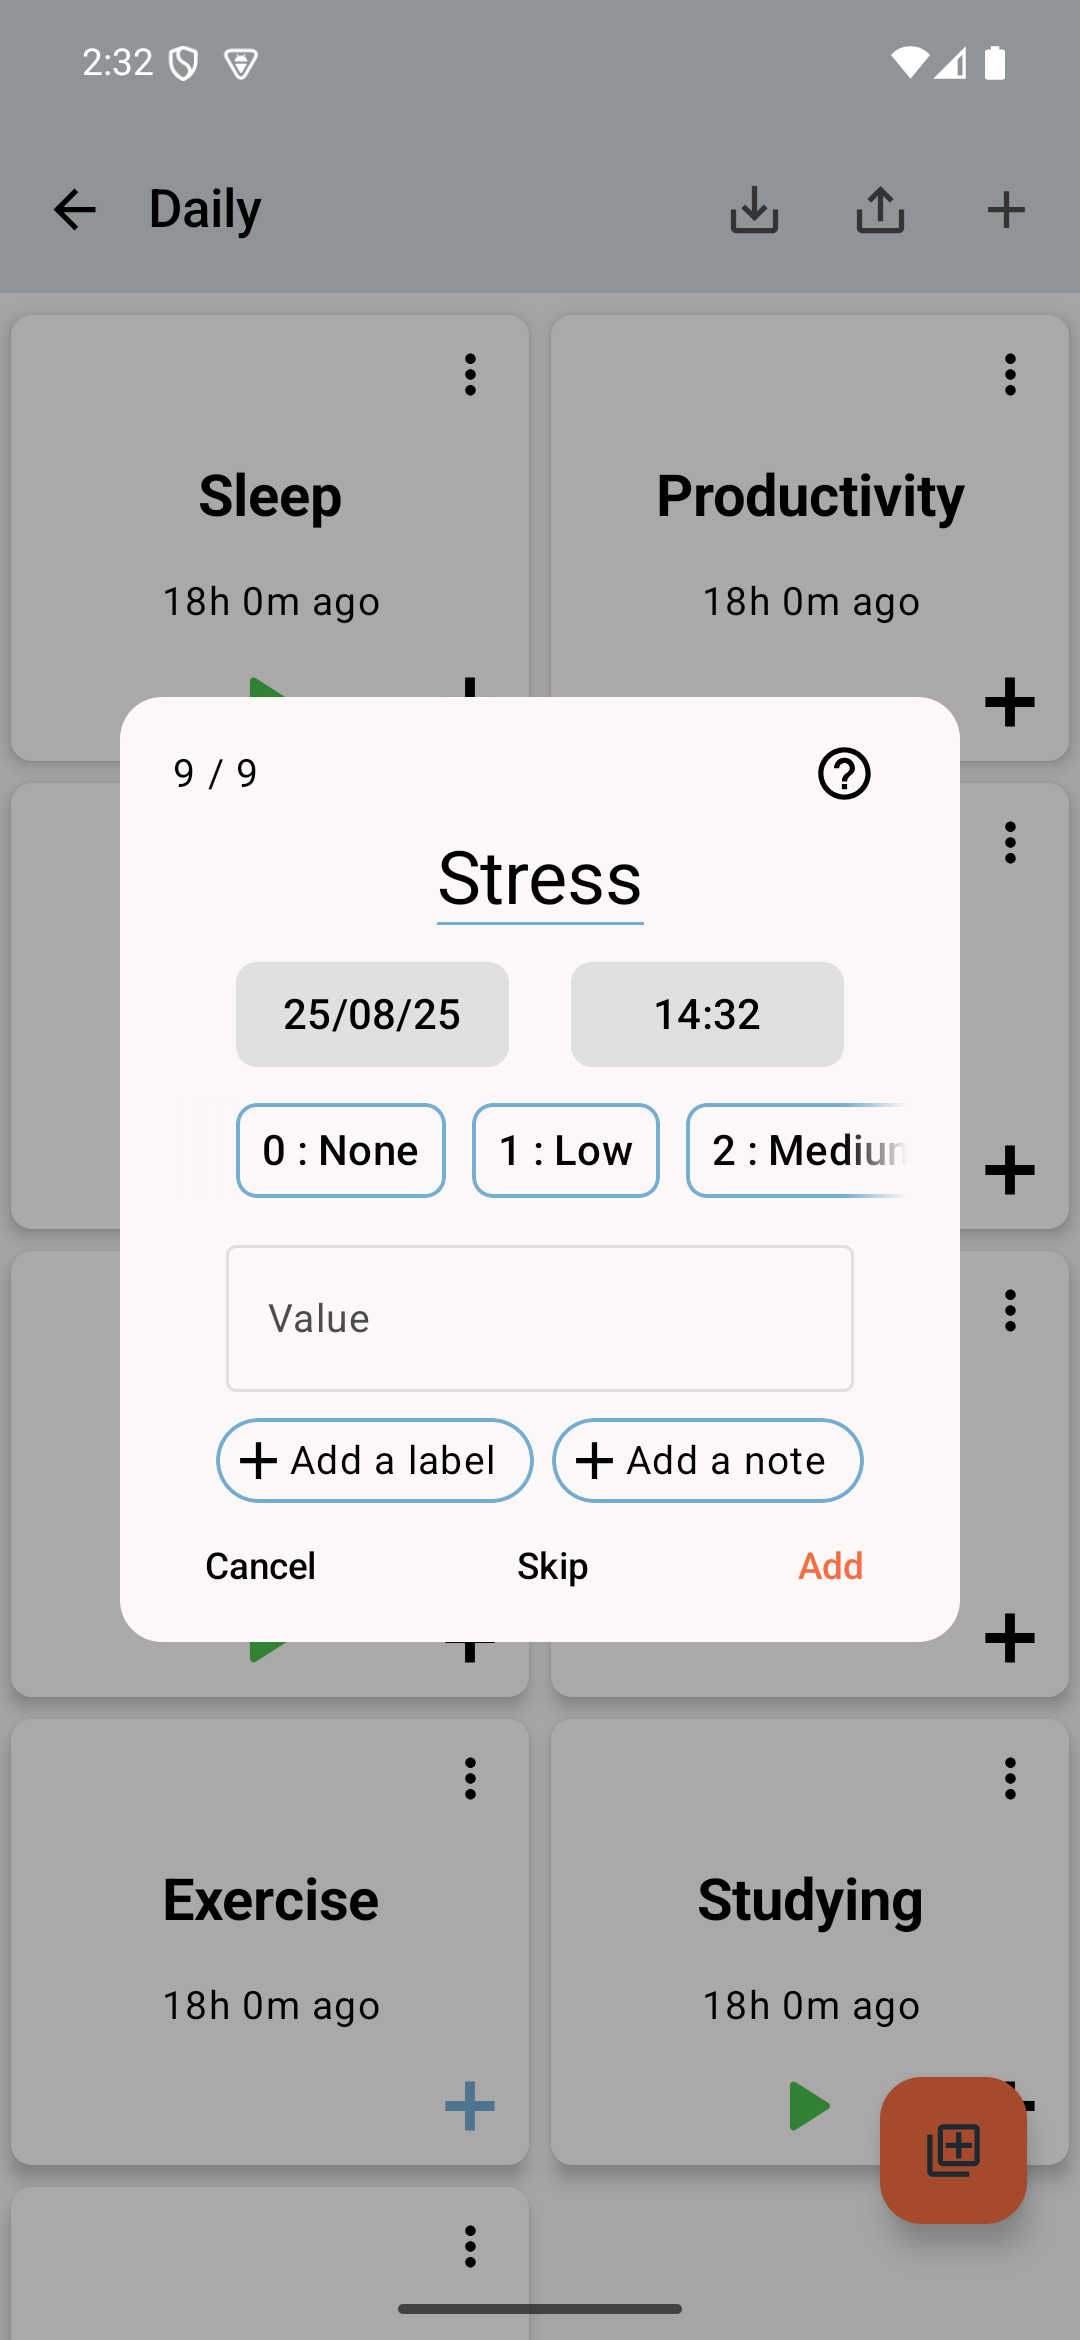 2:32
Daily
Sleep
Productivity
18h 0m ago
18h 0m ago
9 / 9
Stress
25/08/25
14:32
0 : None
1 : Low
2 : Medium
Value
Add a label
Add a note
Cancel
Skip
Add
Exercise
Studying
18h 0m ago
18h 0m ago